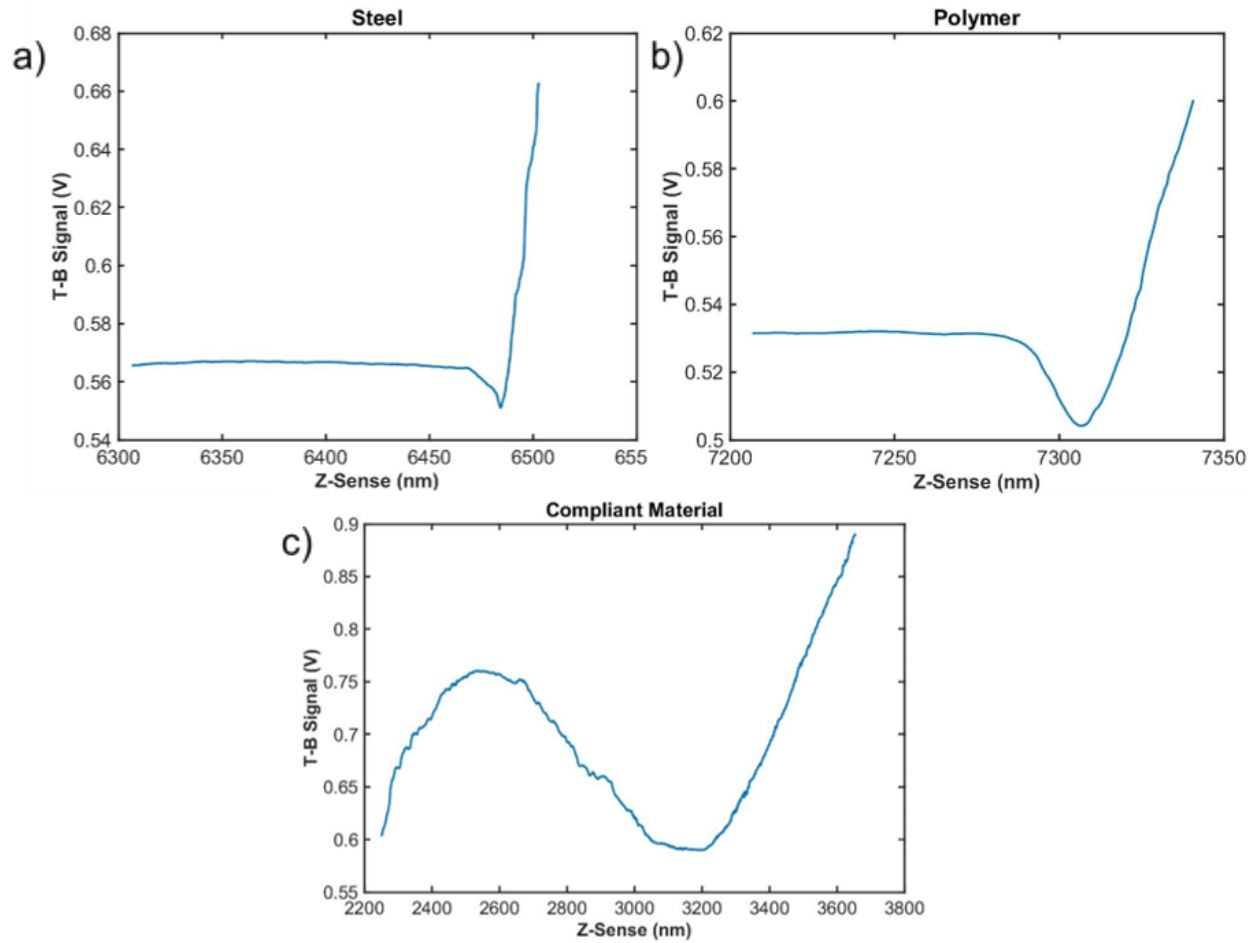 Steel
a)
0.68
0.66
0.64
0.62
0.6
0.58
0.56
0.54
T-B Signal (V)
6300 6350 6400 6450 6500 655
Z-Sense (nm)
Polymer
b)
0.62
0.6
0.58
0.56
0.54
0.52
0.5
T-B Signal (V)
7200 7250 7300 7350
Z-Sense (nm)
Compliant Material
c)
0.9
0.85
0.8
0.75
0.7
0.65
0.6
0.55
T-B Signal (V)
2200 2400 2600 2800 3000 3200 3400 3600 3800
Z-Sense (nm)